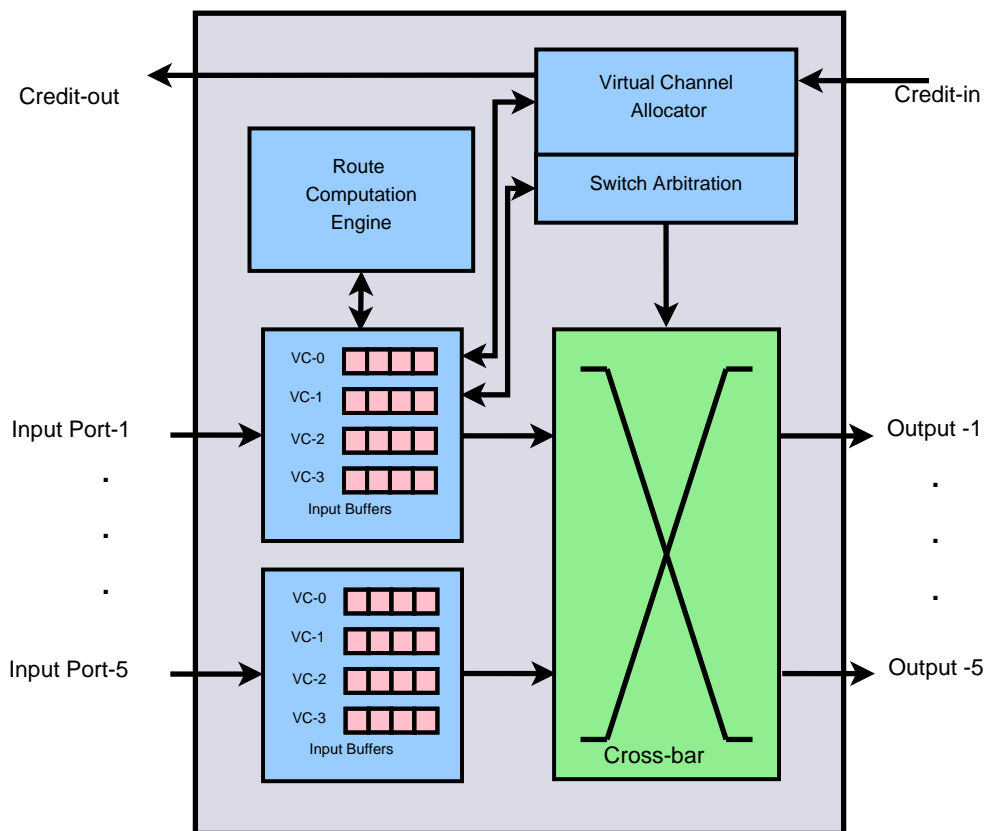 Credit-out
Virtual Channel
Allocator
Credit-in
Switch Arbitration
Route
Computation
Engine
VC-0
VC-1
VC-2
VC-3
Input Buffers
Input Port-1
.
.
.
Output -1
.
.
.
VC-0
VC-1
VC-2
VC-3
Input Buffers
Input Port-5
Output -5
Cross-bar